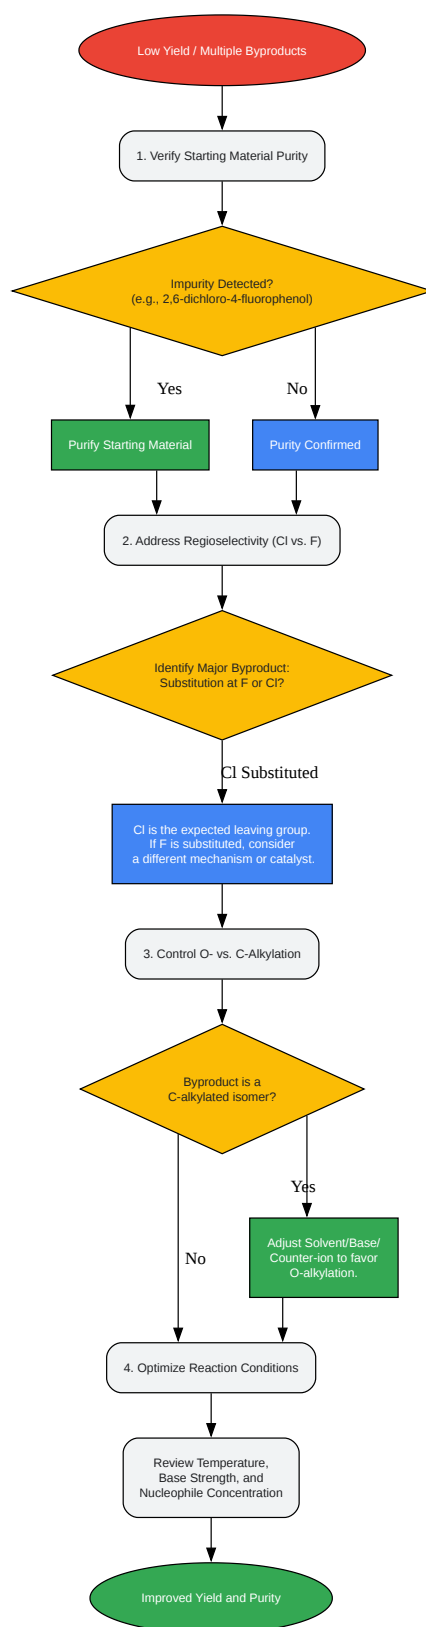 Low Yield / Multiple Byproducts
1. Verify Starting Material Purity
Impurity Detected?
(e.g., 2,6-dichloro-4-fluorophenol)
Yes
No
Purify Starting Material
Purity Confirmed
2. Address Regioselectivity (Cl vs. F)
Identify Major Byproduct:
Substitution at F or Cl?
Cl Substituted
Cl is the expected leaving group.
If F is substituted, consider
a different mechanism or catalyst.
3. Control O- vs. C-Alkylation
Byproduct is a
C-alkylated isomer?
Yes
Adjust Solvent/Base/
Counter-ion to favor
O-alkylation.
No
4. Optimize Reaction Conditions
Review Temperature,
Base Strength, and
Nucleophile Concentration
Improved Yield and Purity